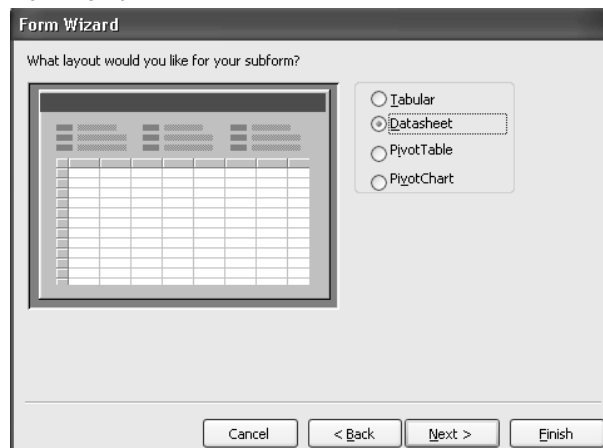 Form Wizard
What layout would you like for your subform?
Tabular
Datasheet
PivotTable
PivotChart
Cancel
< Back
Next >
Finish